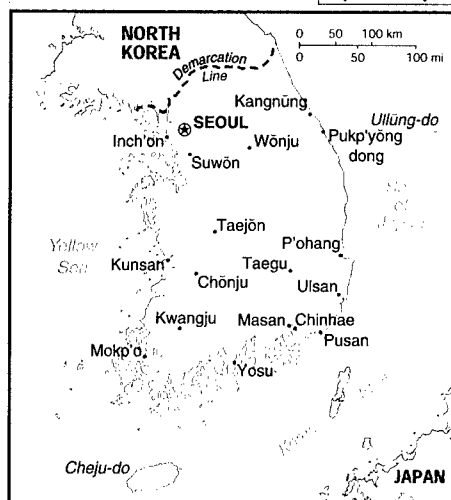 NORTH
KOREA
0 50 100 km
0 50 100 mi
Demarcation
Line
Kangnŭng
Ullŭng-do
SEOUL
Inch'on
Wŏnju
Pukp'yŏng
dong
Suwŏn
Taejŏn
Yellow
Sea
P'ohang
Kunsan
Taegu
Chŏnju
Ulsan
Kwangju
Masan
Chinhae
Pusan
Mokp'o
Yosu
Cheju-do
JAPAN